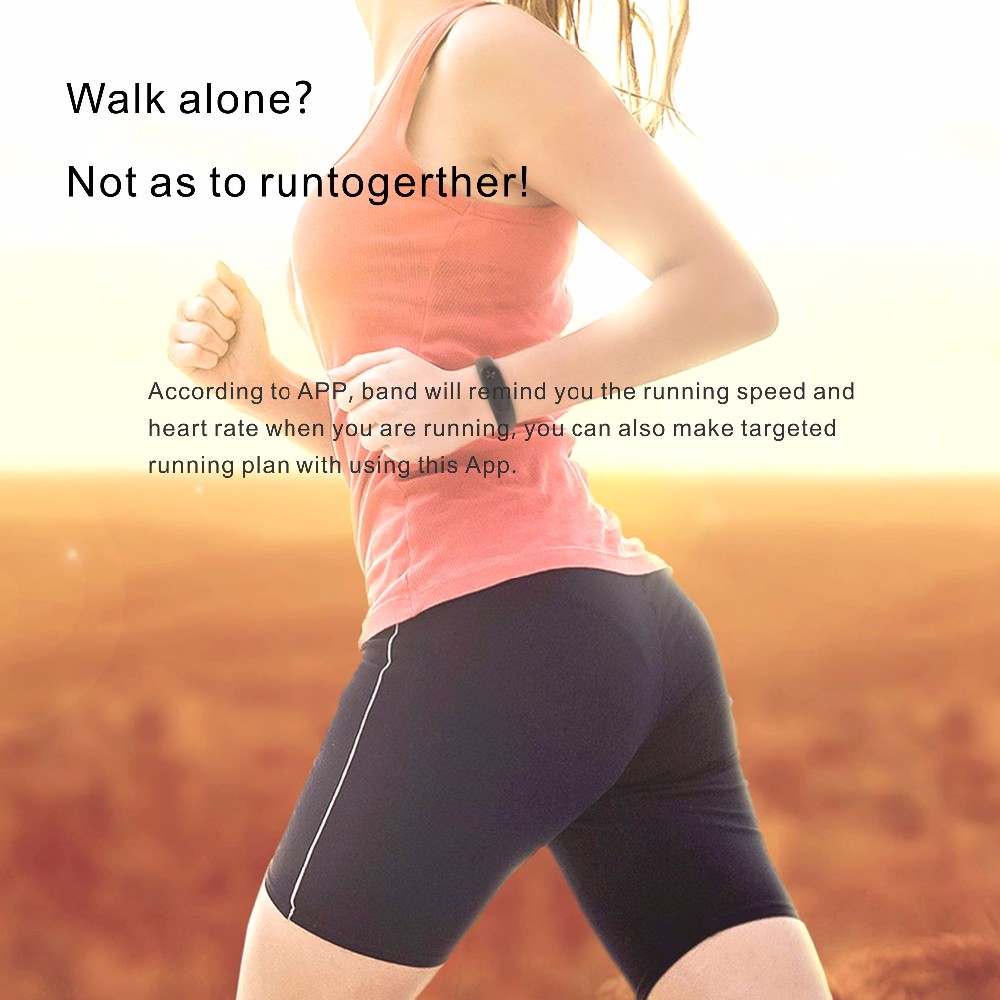 Walk alone?
Not as to runtogerther!
According to APP, band will remind you the running speed and
heart rate when you are running, you can also make targeted
running plan with using this App.